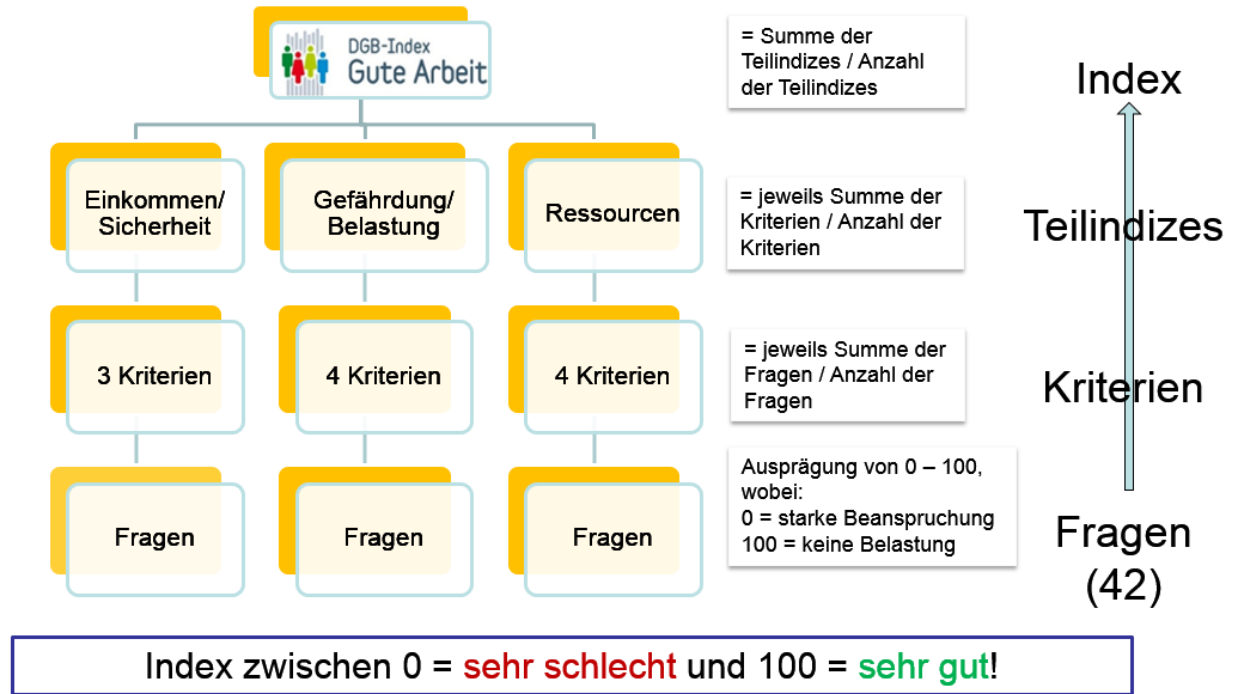 DGB-Index
Gute Arbeit
= Summe der
Teilindizes / Anzahl
der Teilindizes
Index
Einkommen/
Sicherheit
Gefährdung/
Belastung
Ressourcen
= jeweils Summe der
Kriterien / Anzahl der
Kriterien
Teilindizes
3 Kriterien
4 Kriterien
4 Kriterien
= jeweils Summe der
Fragen / Anzahl der
Fragen
Kriterien
Fragen
Fragen
Fragen
Ausprägung von 0 – 100,
wobei:
0 = starke Beanspruchung
100 = keine Belastung
Fragen
(42)
Index zwischen 0 = sehr schlecht und 100 = sehr gut!